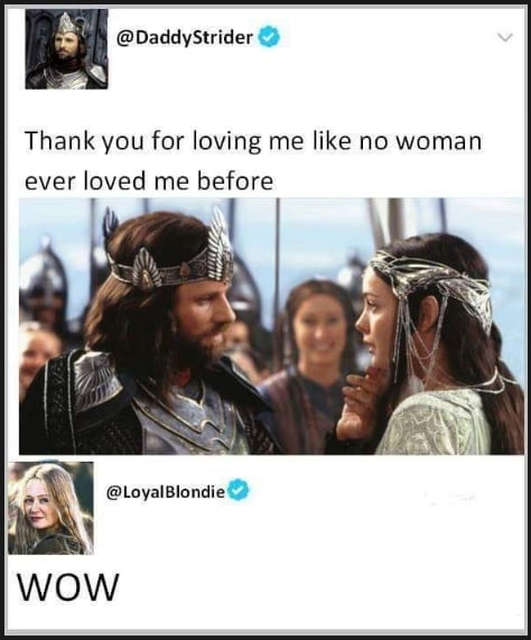 @DaddyStrider
Thank you for loving me like no woman
ever loved me before
@LoyalBlondie
WOW